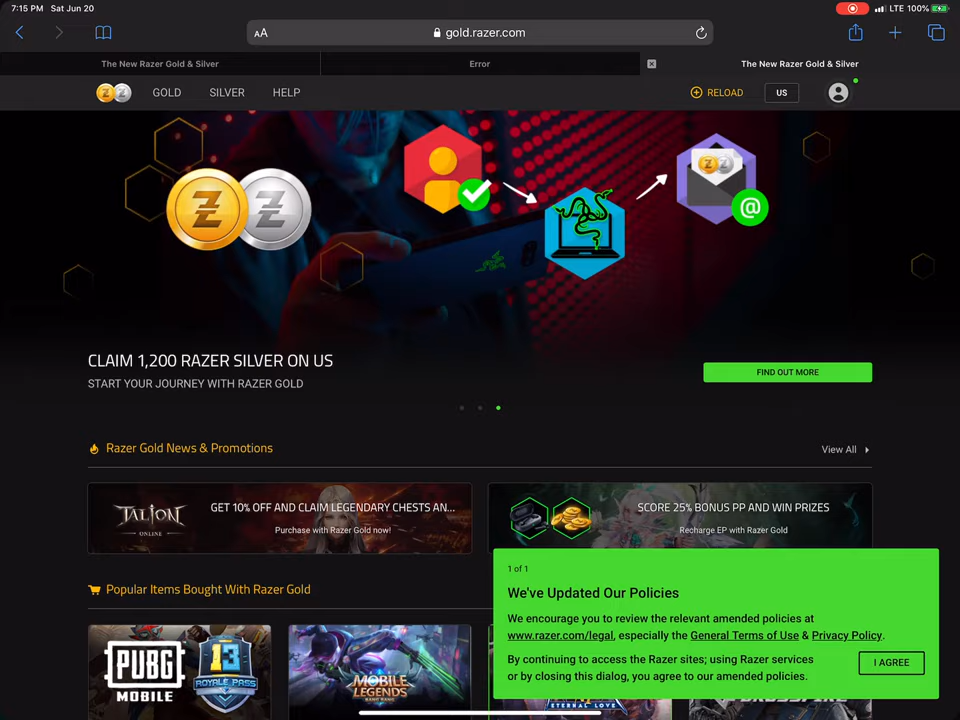 7:15 PM Sat Jun 20
LTE 100%
AA
gold.razer.com
The New Razer Gold & Silver
Error
The New Razer Gold & Silver
GOLD
SILVER
HELP
RELOAD
US
CLAIM 1,200 RAZER SILVER ON US
START YOUR JOURNEY WITH RAZER GOLD
FIND OUT MORE
Razer Gold News & Promotions
View All
TALION
ONLINE
GET 10% OFF AND CLAIM LEGENDARY CHESTS AN...
Purchase with Razer Gold now!
SCORE 25% BONUS PP AND WIN PRIZES
Recharge EP with Razer Gold
Popular Items Bought With Razer Gold
1 of 1
We've Updated Our Policies
We encourage you to review the relevant amended policies at
www.razer.com/legal, especially the General Terms of Use & Privacy Policy.
By continuing to access the Razer sites; using Razer services
or by closing this dialog, you agree to our amended policies.
I AGREE
PUBG
MOBILE
13
ROYALE PASS
MOBILE
LEGENDS
ETERNAL LOVE